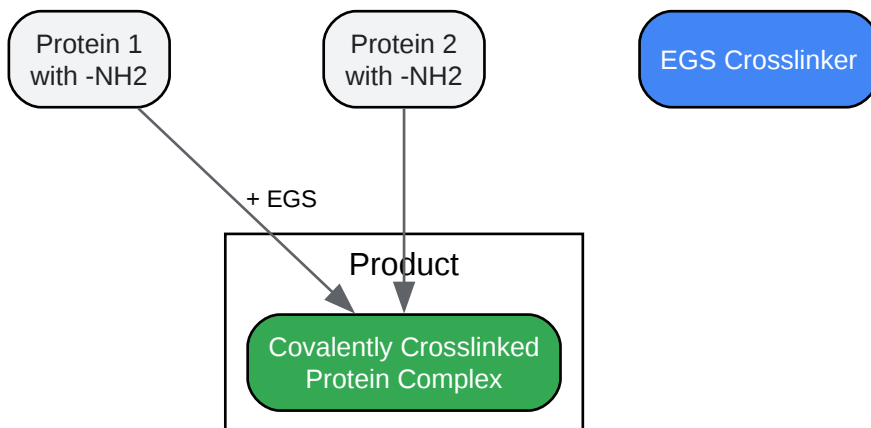 Protein 1
with -NH2
Protein 2
with -NH2
EGS Crosslinker
+ EGS
Product
Covalently Crosslinked
Protein Complex